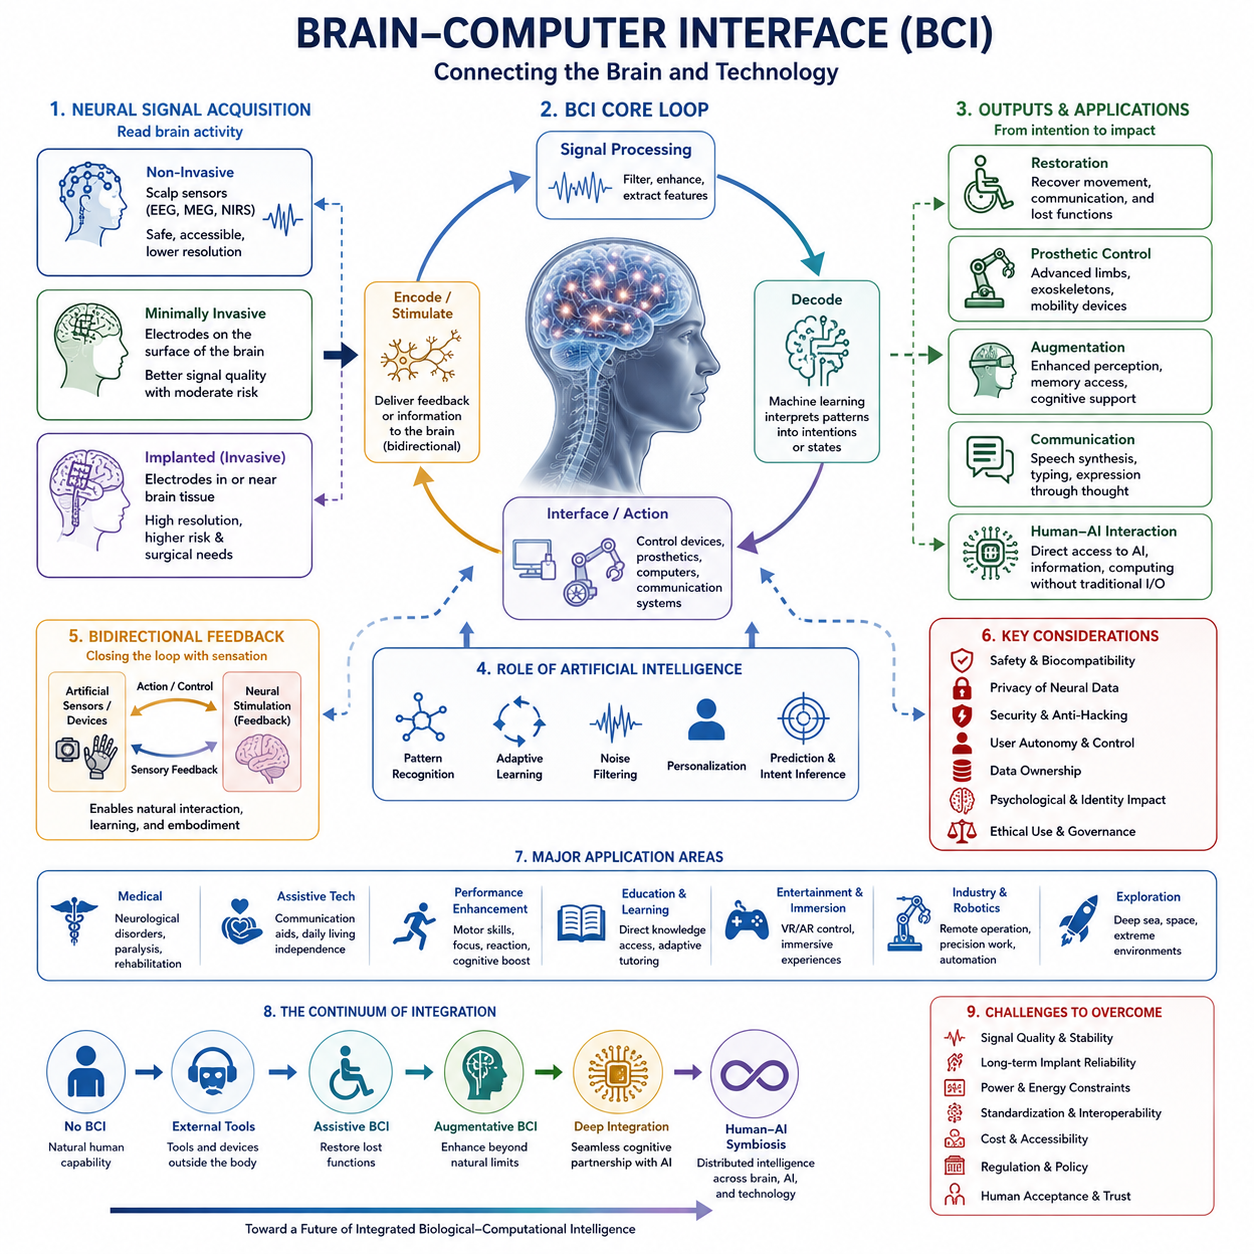 BRAIN–COMPUTER INTERFACE (BCI)
Connecting the Brain and Technology
1. NEURAL SIGNAL ACQUISITION
Read brain activity
Non-Invasive
Scalp sensors
(EEG, MEG, NIRS)
Safe, accessible,
lower resolution
Minimally Invasive
Electrodes on the
surface of the brain
Better signal quality
with moderate risk
Implanted (Invasive)
Electrodes in or near
brain tissue
High resolution,
higher risk &
surgical needs
2. BCI CORE LOOP
Signal Processing
Filter, enhance,
extract features
Encode /
Stimulate
Deliver feedback
or information
to the brain
(bidirectional)
Decode
Machine learning
interprets patterns
into intentions
or states
Interface / Action
Control devices,
prosthetics,
computers,
communication
systems
3. OUTPUTS & APPLICATIONS
From intention to impact
Restoration
Recover movement,
communication, and
lost functions
Prosthetic Control
Advanced limbs,
exoskeletons,
mobility devices
Augmentation
Enhanced perception,
memory access,
cognitive support
Communication
Speech synthesis,
typing, expression
through thought
Human–AI Interaction
Direct access to AI,
information, computing
without traditional I/O
5. BIDIRECTIONAL FEEDBACK
Closing the loop with sensation
Artificial
Sensors /
Devices
Action / Control
Sensory Feedback
Neural
Stimulation
(Feedback)
Enables natural interaction,
learning, and embodiment
4. ROLE OF ARTIFICIAL INTELLIGENCE
Pattern
Recognition
Adaptive
Learning
Noise
Filtering
Personalization
Prediction &
Intent Inference
6. KEY CONSIDERATIONS
Safety & Biocompatibility
Privacy of Neural Data
Security & Anti-Hacking
User Autonomy & Control
Data Ownership
Psychological & Identity Impact
Ethical Use & Governance
7. MAJOR APPLICATION AREAS
Medical
Neurological
disorders,
paralysis,
rehabilitation
Assistive Tech
Communication
aids, daily living
independence
Performance
Enhancement
Motor skills,
focus, reaction,
cognitive boost
Education &
Learning
Direct knowledge
access, adaptive
tutoring
Entertainment &
Immersion
VR/AR control,
immersive
experiences
Industry &
Robotics
Remote operation,
precision work,
automation
Exploration
Deep sea, space,
extreme
environments
8. THE CONTINUUM OF INTEGRATION
No BCI
Natural human
capability
External Tools
Tools and devices
outside the body
Assistive BCI
Restore lost
functions
Augmentative BCI
Enhance beyond
natural limits
Deep Integration
Seamless cognitive
partnership with AI
Human–AI
Symbiosis
Distributed intelligence
across brain, AI,
and technology
Toward a Future of Integrated Biological–Computational Intelligence
9. CHALLENGES TO OVERCOME
Signal Quality & Stability
Long-term Implant Reliability
Power & Energy Constraints
Standardization & Interoperability
Cost & Accessibility
Regulation & Policy
Human Acceptance & Trust